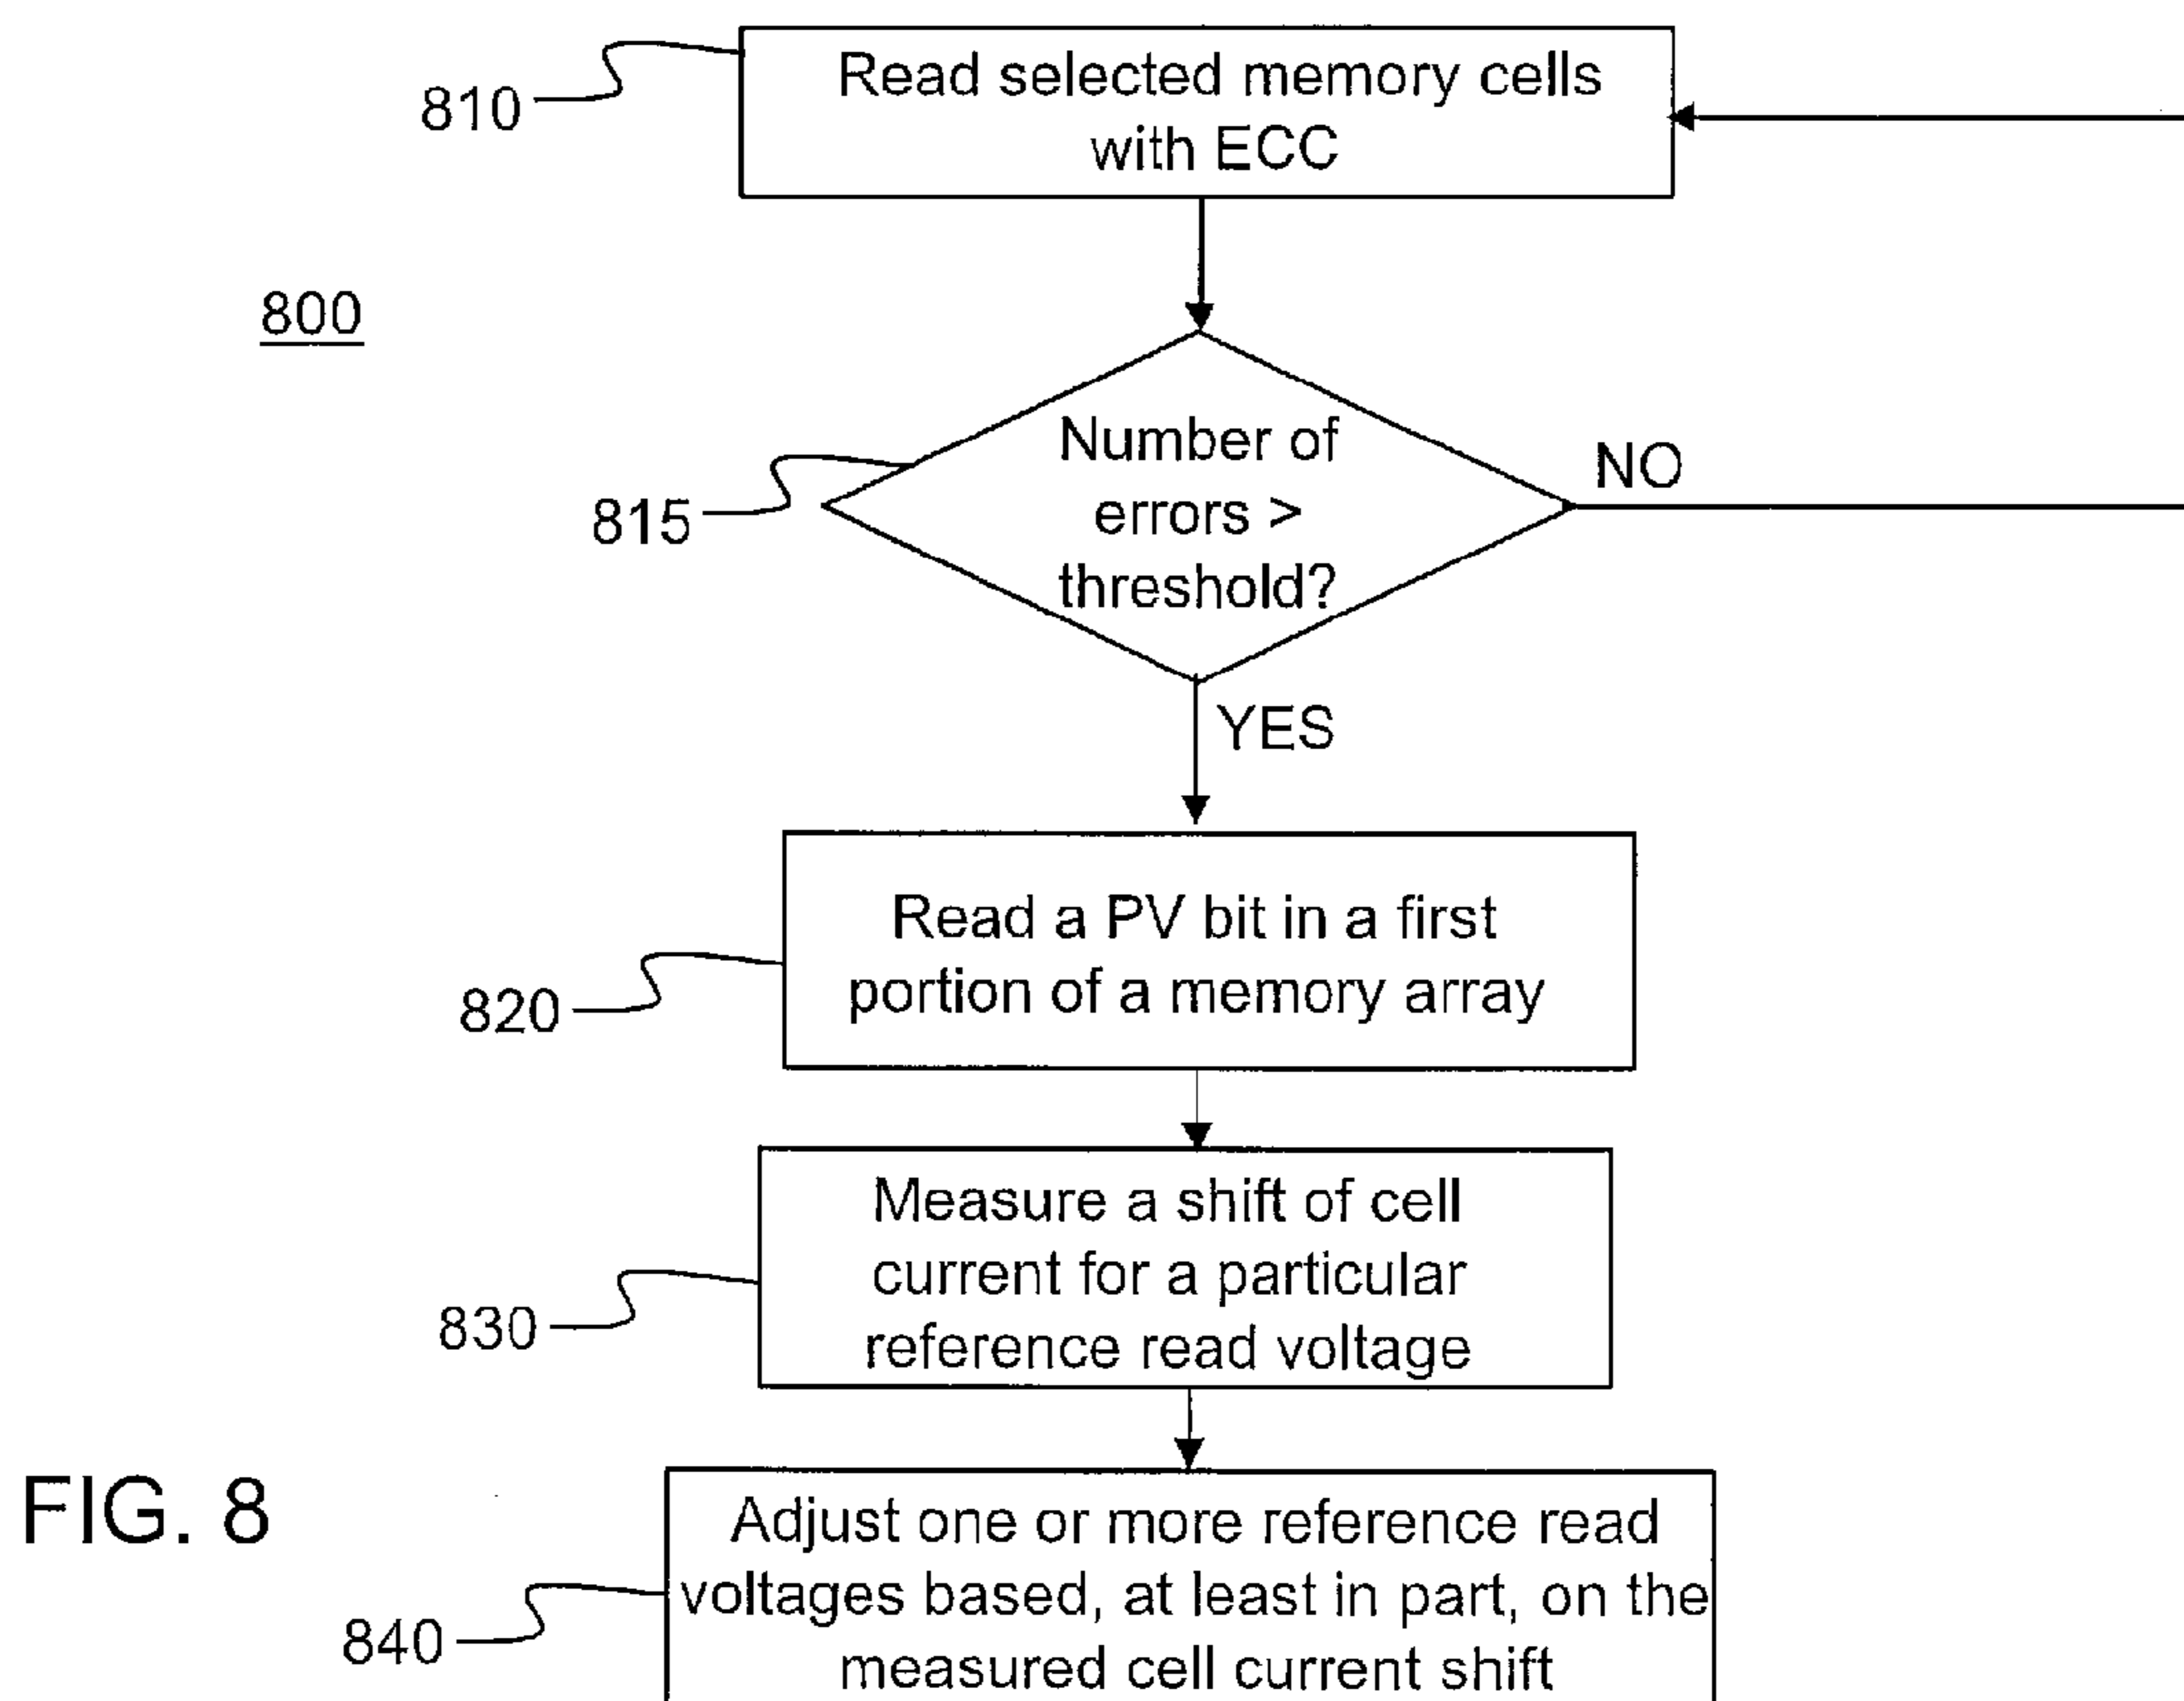 Read selected memory cells
with ECC
810
800
Number of
errors >
threshold?
NO
815
YES
Read a PV bit in a first
portion of a memory array
820
Measure a shift of cell
current for a particular
reference read voltage
830
FIG. 8
Adjust one or more reference read
voltages based, at least in part, on the
measured cell current shift
840